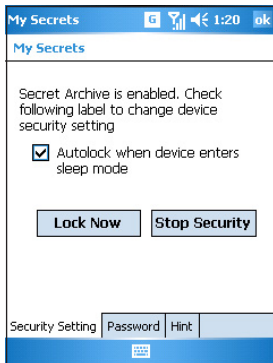 My Secrets G 1:20 ok
My Secrets
Secret Archive is enabled. Check
following label to change device
security setting
Autolock when device enters
sleep mode
Lock Now Stop Security
Security Setting Password Hint